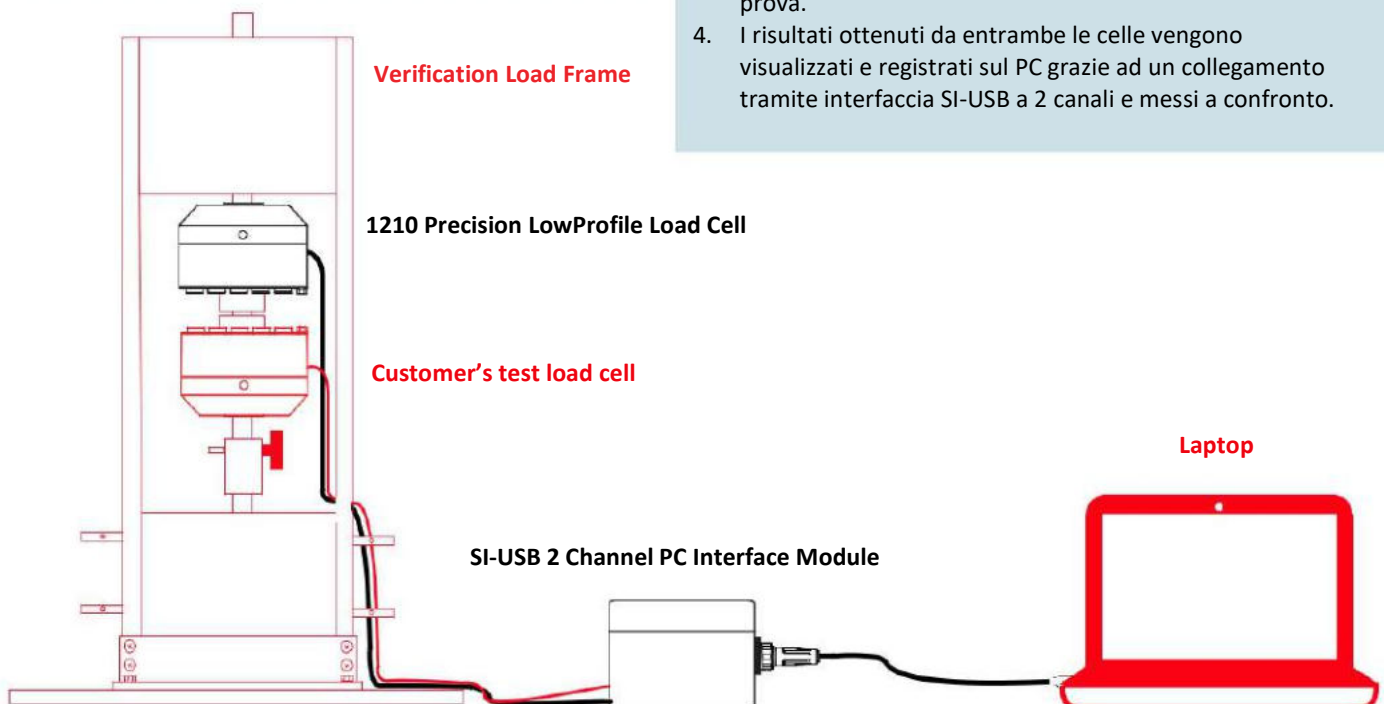 prova.
4. I risultati ottenuti da entrambe le celle vengono
visualizzati e registrati sul PC grazie ad un collegamento
tramite interfaccia SI-USB a 2 canali e messi a confronto.
Verification Load Frame
1210 Precision LowProfile Load Cell
Customer’s test load cell
Laptop
SI-USB 2 Channel PC Interface Module